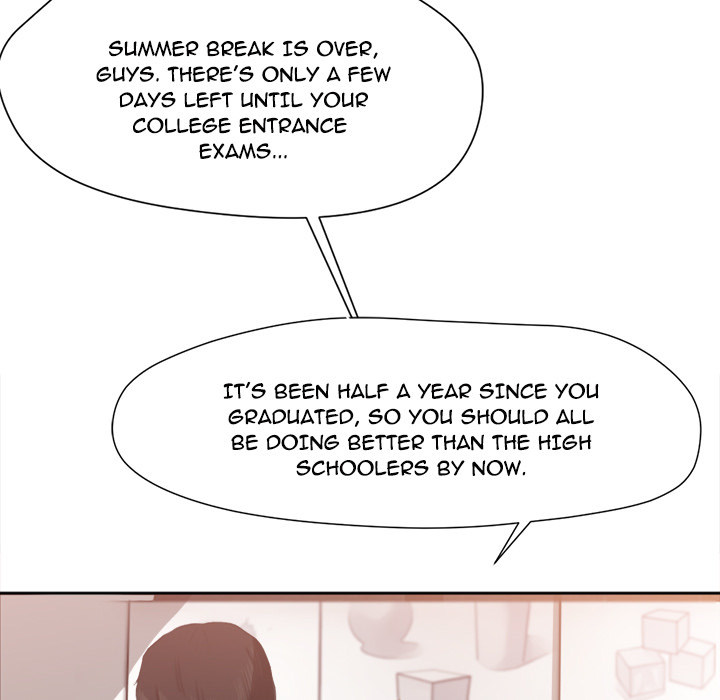 SUMMER BREAK IS OVER,
GUYS. THERE'S ONLY A FEW
DAYS LEFT UNTIL YOUR
COLLEGE ENTRANCE
EXAMS...
IT'S BEEN HALF A YEAR SINCE YOU
GRADUATED, SO YOU SHOULD ALL
BE DOING BETTER THAN THE HIGH
SCHOOLERS BY NOW.